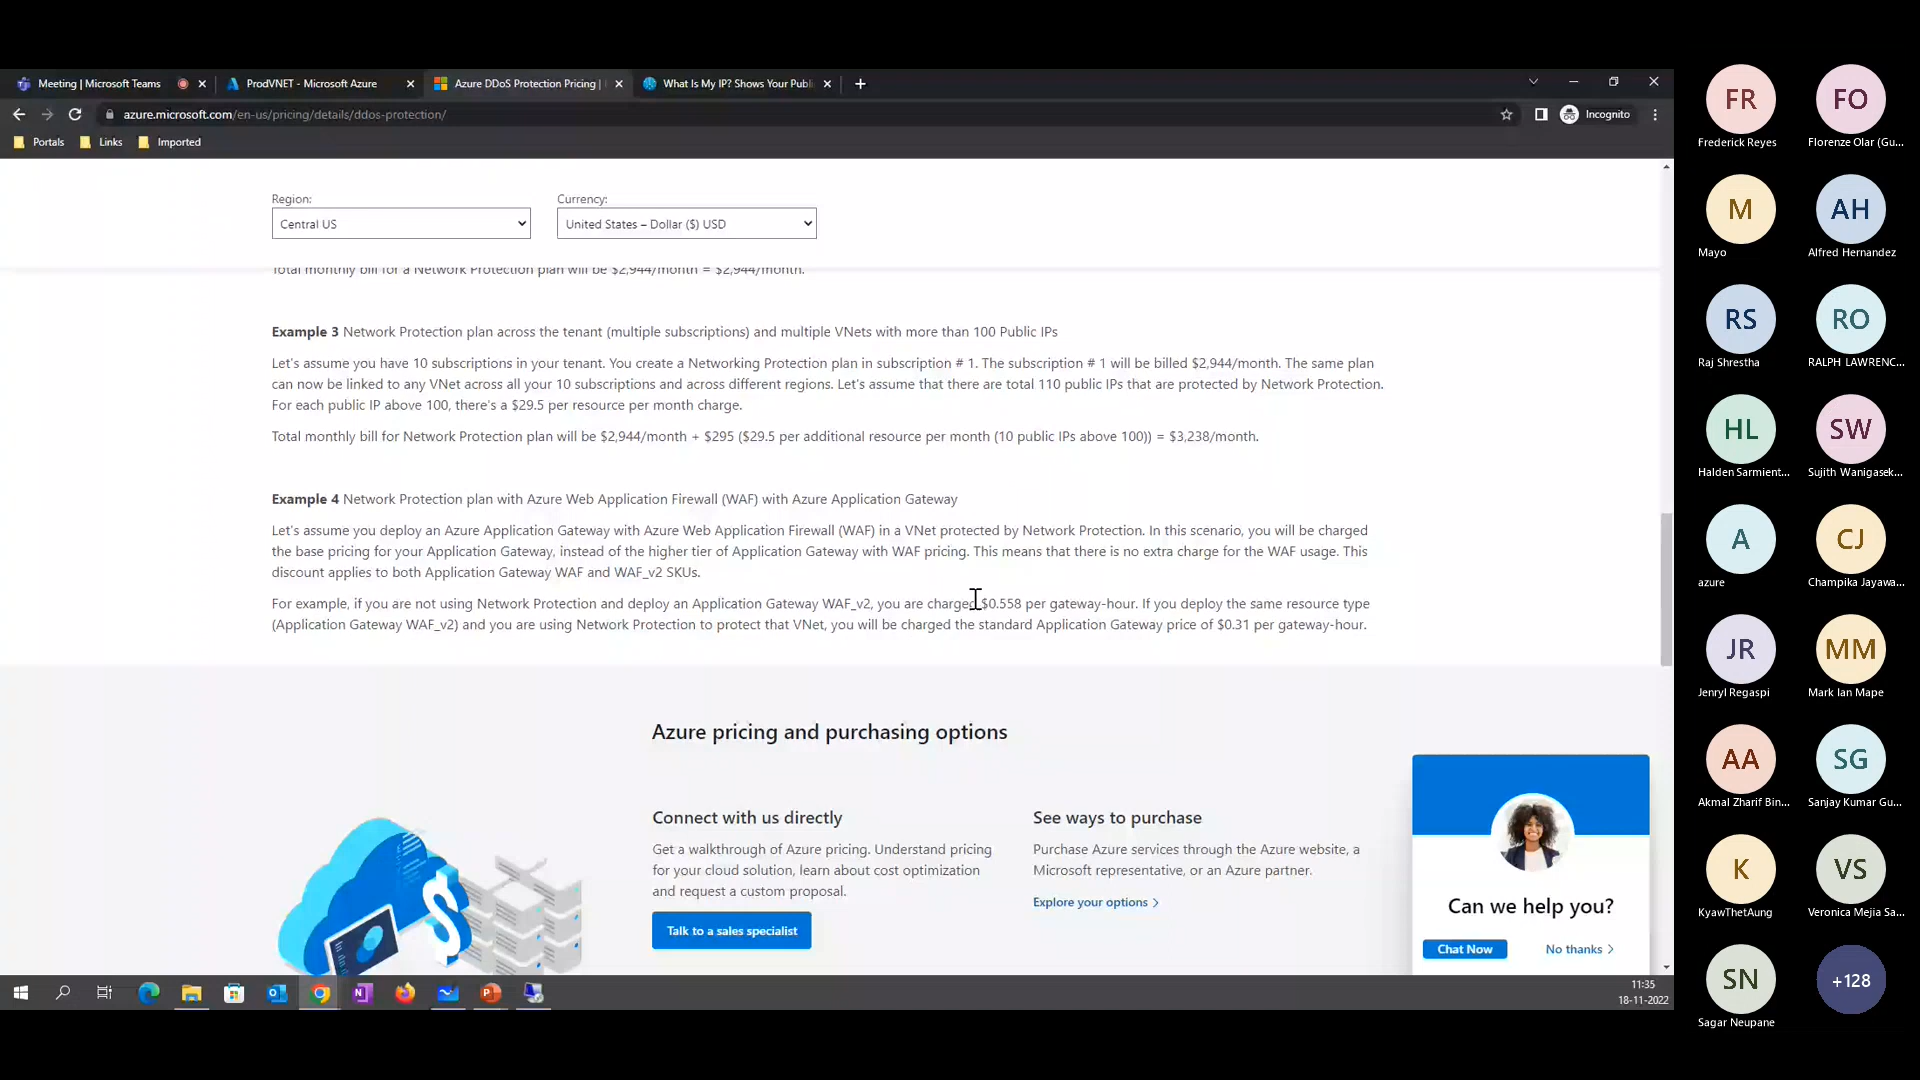 Meeting | Microsoft Teams
ProdVNET - Microsoft Azure
Azure DDoS Protection Pricing |
What Is My IP? Shows Your Publ
azure.microsoft.com/en-us/pricing/details/ddos-protection/
Incognito
Portals
Links
Imported
Region:
Currency:
Central US
United States – Dollar ($) USD
Total monthly bill for a Network Protection plan will be $2,944/month = $2,944/month.
Example 3 Network Protection plan across the tenant (multiple subscriptions) and multiple VNets with more than 100 Public IPs
Let's assume you have 10 subscriptions in your tenant. You create a Networking Protection plan in subscription # 1. The subscription # 1 will be billed $2,944/month. The same plan
can now be linked to any VNet across all your 10 subscriptions and across different regions. Let's assume that there are total 110 public IPs that are protected by Network Protection.
For each public IP above 100, there's a $29.5 per resource per month charge.
Total monthly bill for Network Protection plan will be $2,944/month + $295 ($29.5 per additional resource per month (10 public IPs above 100)) = $3,238/month.
Example 4 Network Protection plan with Azure Web Application Firewall (WAF) with Azure Application Gateway
Let's assume you deploy an Azure Application Gateway with Azure Web Application Firewall (WAF) in a VNet protected by Network Protection. In this scenario, you will be charged
the base pricing for your Application Gateway, instead of the higher tier of Application Gateway with WAF pricing. This means that there is no extra charge for the WAF usage. This
discount applies to both Application Gateway WAF and WAF_v2 SKUs.
For example, if you are not using Network Protection and deploy an Application Gateway WAF_v2, you are charged $0.558 per gateway-hour. If you deploy the same resource type
(Application Gateway WAF_v2) and you are using Network Protection to protect that VNet, you will be charged the standard Application Gateway price of $0.31 per gateway-hour.
Azure pricing and purchasing options
Connect with us directly
Get a walkthrough of Azure pricing. Understand pricing
for your cloud solution, learn about cost optimization
and request a custom proposal.
Talk to a sales specialist
See ways to purchase
Purchase Azure services through the Azure website, a
Microsoft representative, or an Azure partner.
Explore your options
Can we help you?
Chat Now
No thanks
11:35
18-11-2022
FR
FO
Frederick Reyes
Florenze Olar (Gu...
M
AH
Mayo
Alfred Hernandez
RS
RO
Raj Shrestha
RALPH LAWRENC...
HL
SW
Halden Sarmient...
Sujith Wanigasek...
A
CJ
azure
Champika Jayawa...
JR
MM
Jenryl Regaspi
Mark Ian Mape
AA
SG
Akmal Zharif Bin...
Sanjay Kumar Gu...
K
VS
KyawThetAung
Veronica Mejia Sa...
SN
+128
Sagar Neupane